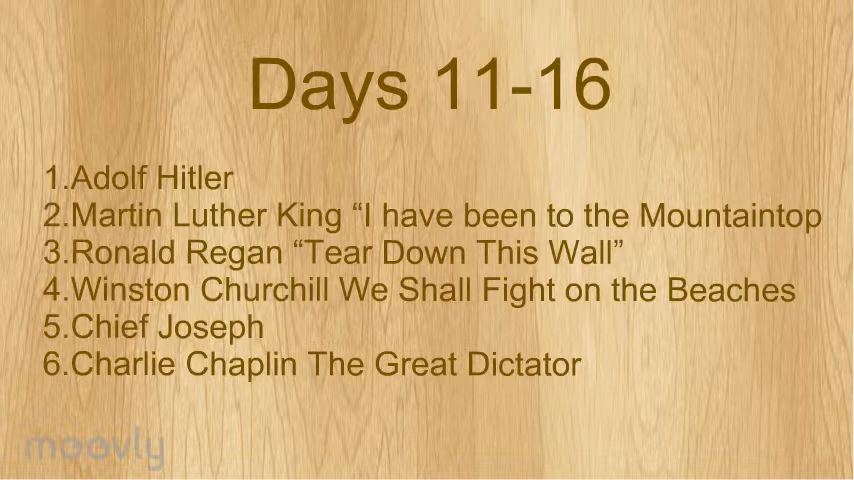 Days 11-16
1.Adolf Hitler
2.Martin Luther King “I have been to the Mountaintop
3.Ronald Regan “Tear Down This Wall”
4.Winston Churchill We Shall Fight on the Beaches
5.Chief Joseph
6.Charlie Chaplin The Great Dictator
moovly